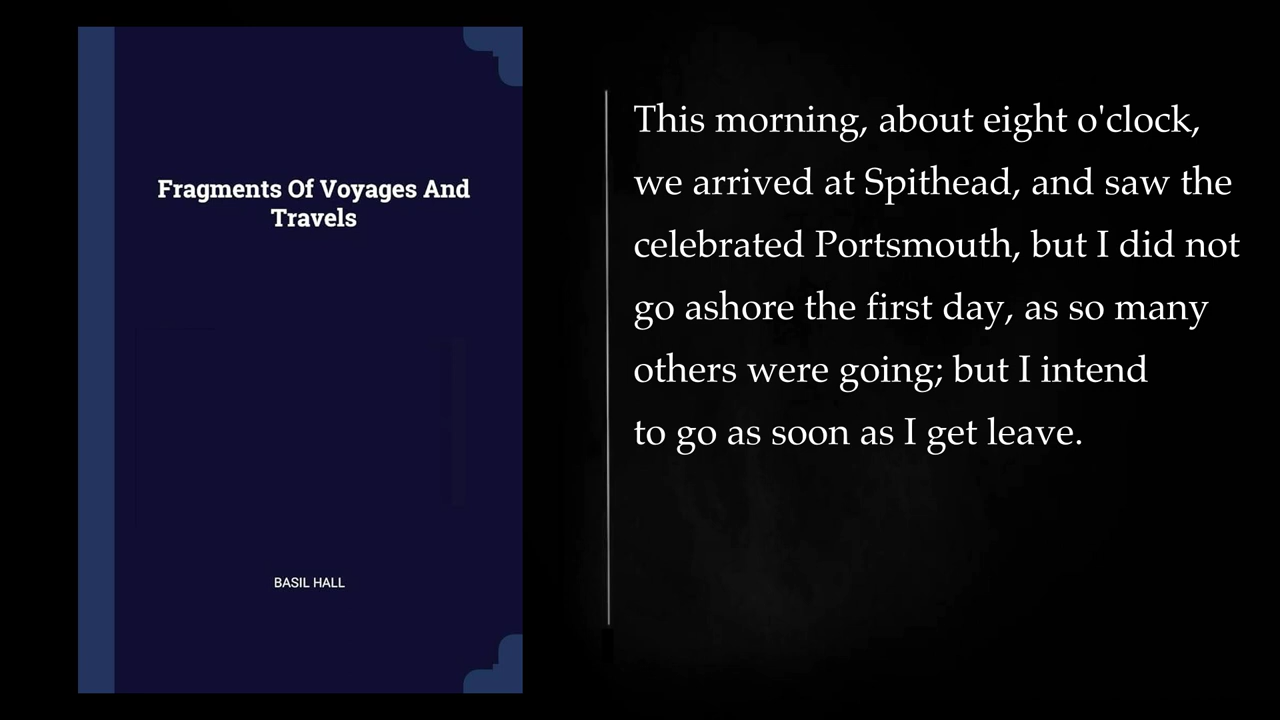 Fragments Of Voyages And
Travels
BASIL HALL
This morning, about eight o'clock,
we arrived at Spithead, and saw the
celebrated Portsmouth, but I did not
go ashore the first day, as so many
others were going; but I intend
to go as soon as I get leave.